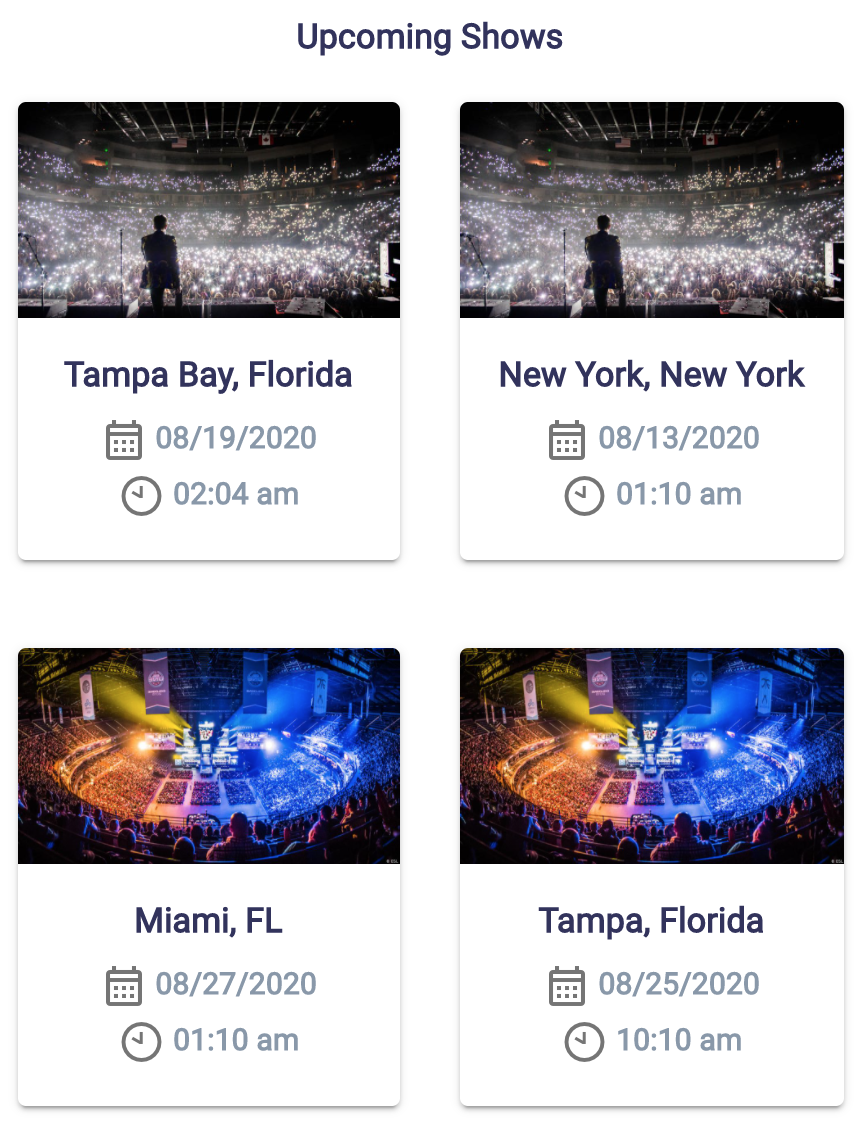 Upcoming Shows
Tampa Bay, Florida
08/19/2020
02:04 am
New York, New York
08/13/2020
01:10 am
Miami, FL
08/27/2020
01:10 am
Tampa, Florida
08/25/2020
10:10 am